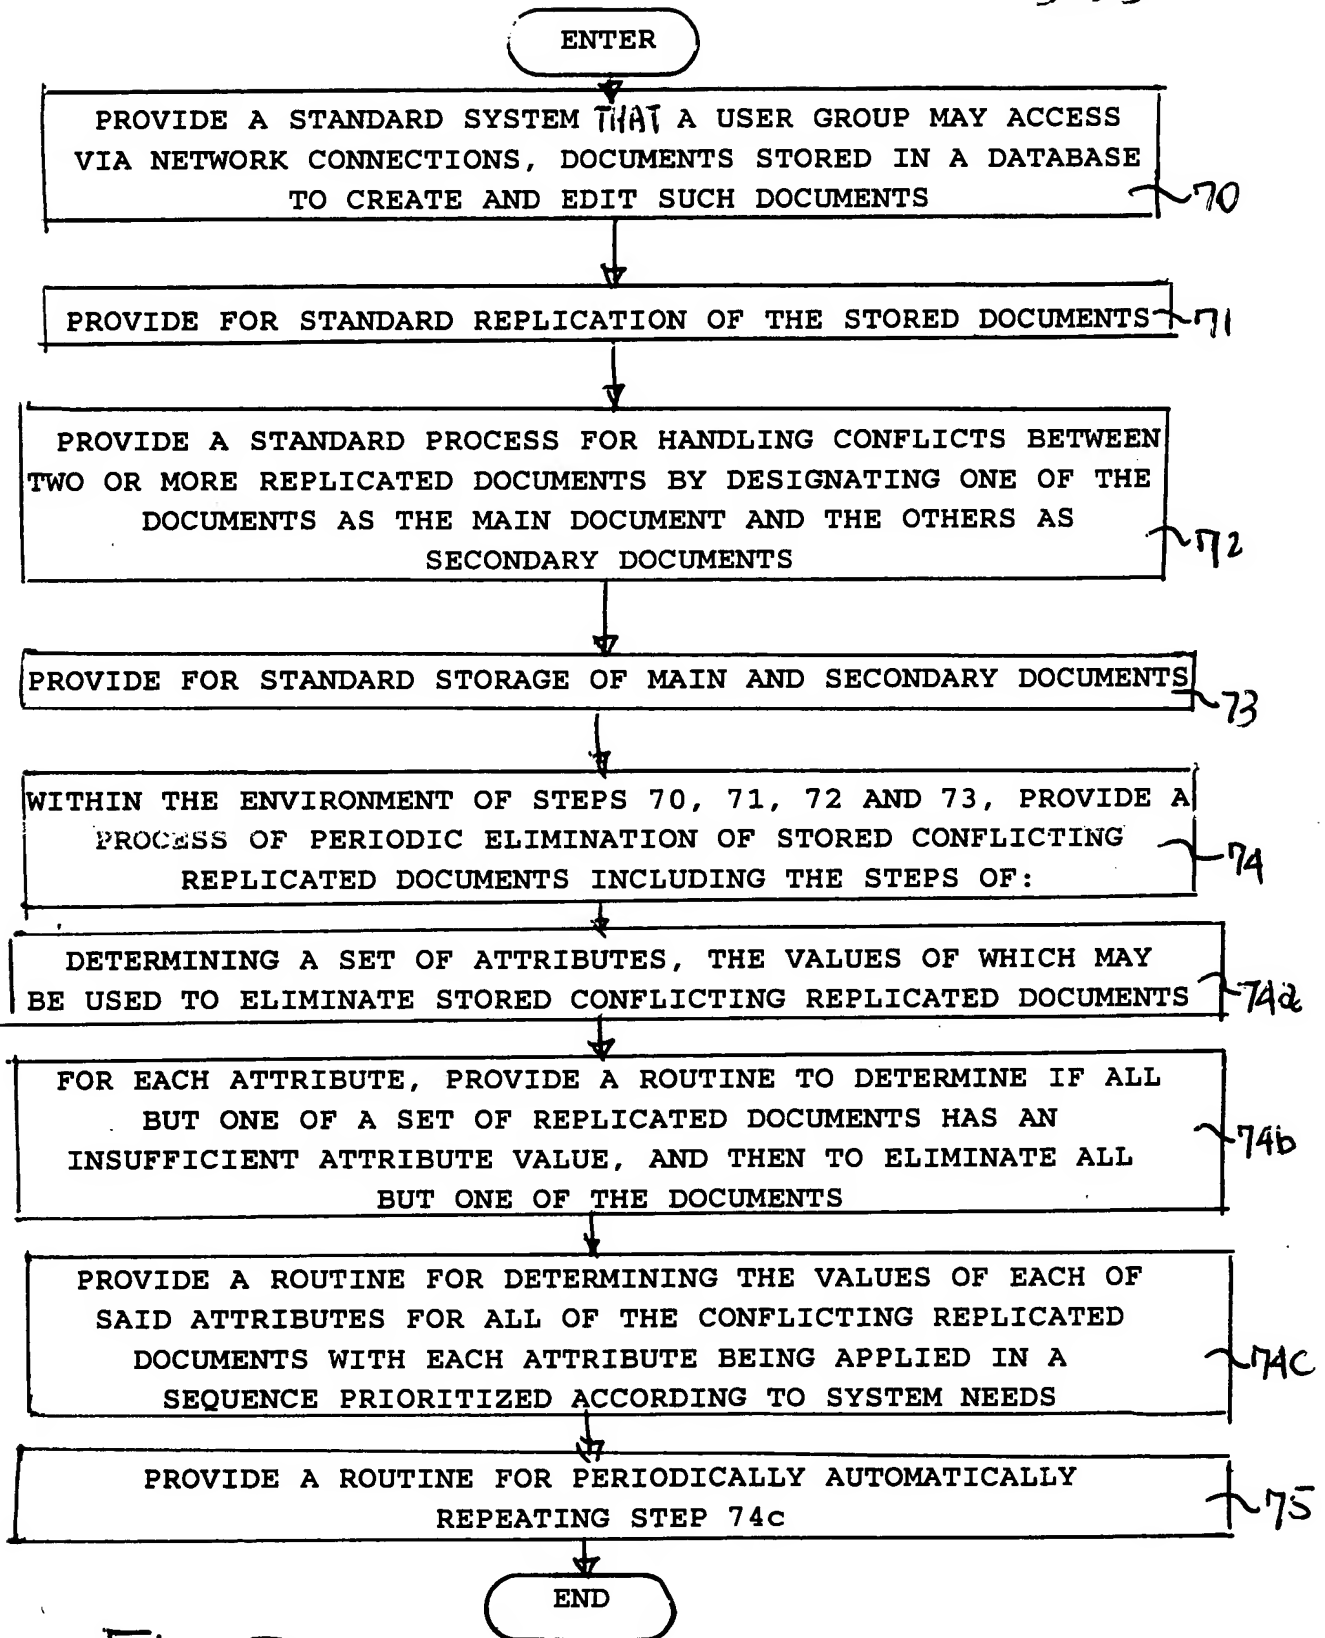 ENTER
PROVIDE A STANDARD SYSTEM THAT A USER GROUP MAY ACCESS
VIA NETWORK CONNECTIONS, DOCUMENTS STORED IN A DATABASE
TO CREATE AND EDIT SUCH DOCUMENTS
70
PROVIDE FOR STANDARD REPLICATION OF THE STORED DOCUMENTS
71
PROVIDE A STANDARD PROCESS FOR HANDLING CONFLICTS BETWEEN
TWO OR MORE REPLICATED DOCUMENTS BY DESIGNATING ONE OF THE
DOCUMENTS AS THE MAIN DOCUMENT AND THE OTHERS AS
SECONDARY DOCUMENTS
72
PROVIDE FOR STANDARD STORAGE OF MAIN AND SECONDARY DOCUMENTS
73
WITHIN THE ENVIRONMENT OF STEPS 70, 71, 72 AND 73, PROVIDE A
PROCESS OF PERIODIC ELIMINATION OF STORED CONFLICTING
REPLICATED DOCUMENTS INCLUDING THE STEPS OF:
74
DETERMINING A SET OF ATTRIBUTES, THE VALUES OF WHICH MAY
BE USED TO ELIMINATE STORED CONFLICTING REPLICATED DOCUMENTS
74a
FOR EACH ATTRIBUTE, PROVIDE A ROUTINE TO DETERMINE IF ALL
BUT ONE OF A SET OF REPLICATED DOCUMENTS HAS AN
INSUFFICIENT ATTRIBUTE VALUE, AND THEN TO ELIMINATE ALL
BUT ONE OF THE DOCUMENTS
74b
PROVIDE A ROUTINE FOR DETERMINING THE VALUES OF EACH OF
SAID ATTRIBUTES FOR ALL OF THE CONFLICTING REPLICATED
DOCUMENTS WITH EACH ATTRIBUTE BEING APPLIED IN A
SEQUENCE PRIORITIZED ACCORDING TO SYSTEM NEEDS
74c
PROVIDE A ROUTINE FOR PERIODICALLY AUTOMATICALLY
REPEATING STEP 74c
75
END